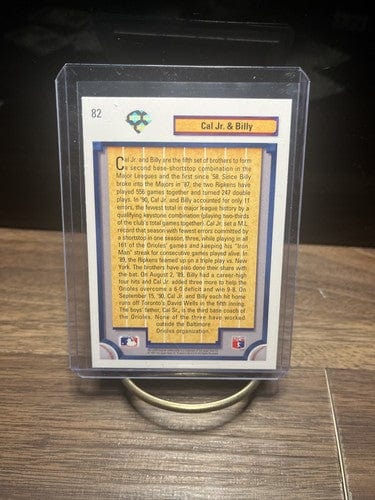 82
Cal Jr. & Billy
Cal Jr. and Billy are the fifth set of brothers to form
a second base-shortstop combination in the
Major Leagues and the first since '58. Since Billy
broke into the Majors in '87, the two Ripkens have
played 556 games together and turned 247 double
plays. In '90, Cal Jr. and Billy accounted for only 11
errors, the fewest total in major league history by a
qualifying keystone combination (playing two-thirds
of the club's total games together). Cal Jr. set a M.L.
record that season with fewest errors committed by
a shortstop in one season, three, while playing in all
161 of the Orioles' games and keeping his "Iron
Man" streak for consecutive games played alive. In
'89, the Ripkens teamed up on a triple play vs. New
York. The brothers have also done their share with
the bat. On August 2, '89, Billy had a career-high
four hits and Cal Jr. added three more to help the
Orioles overcome a 6-0 deficit and win 9-8. On
September 15, '90, Cal Jr. and Billy each hit home
runs off Toronto's David Wells in the fifth inning.
The boys' father, Cal Sr., is the third base coach of
the Orioles. None of the three have worked
outside the Baltimore
Orioles organization.